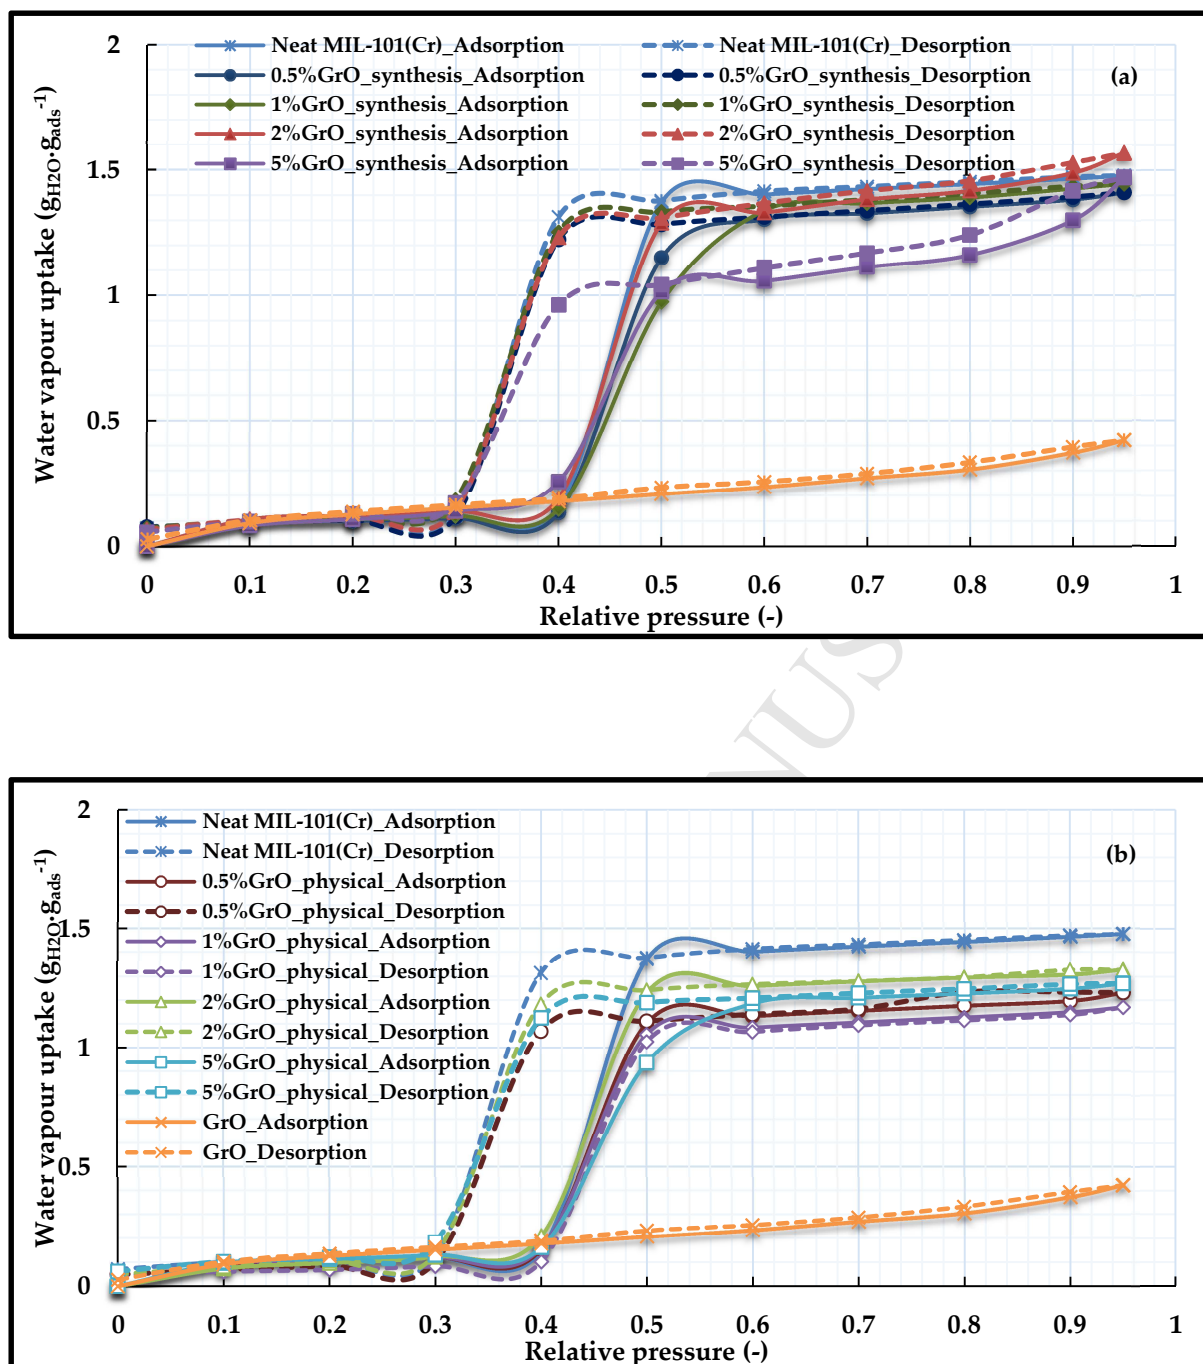 Neat MIL-101(Cr)_Adsorption
Neat MIL-101(Cr)_Desorption
0.5%GrO_synthesis_Adsorption
0.5%GrO_synthesis_Desorption
(a)
1%GrO_synthesis_Adsorption
1%GrO_synthesis_Desorption
2%GrO_synthesis_Adsorption
2%GrO_synthesis_Desorption
5%GrO_synthesis_Adsorption
5%GrO_synthesis_Desorption
2
1.5
1
0.5
0
Water vapour uptake (gH2O.gads-1)
0 0.1 0.2 0.3 0.4 0.5 0.6 0.7 0.8 0.9 1
Relative pressure (-)
NUS
Neat MIL-101(Cr)_Adsorption
Neat MIL-101(Cr)_Desorption
(b)
0.5%GrO_physical_Adsorption
0.5%GrO_physical_Desorption
1%GrO_physical_Adsorption
1%GrO_physical_Desorption
2%GrO_physical_Adsorption
2%GrO_physical_Desorption
5%GrO_physical_Adsorption
5%GrO_physical_Desorption
GrO_Adsorption
GrO_Desorption
2
1.5
1
0.5
0
Water vapour uptake (gH2O.gads-1)
0 0.1 0.2 0.3 0.4 0.5 0.6 0.7 0.8 0.9 1
Relative pressure (-)